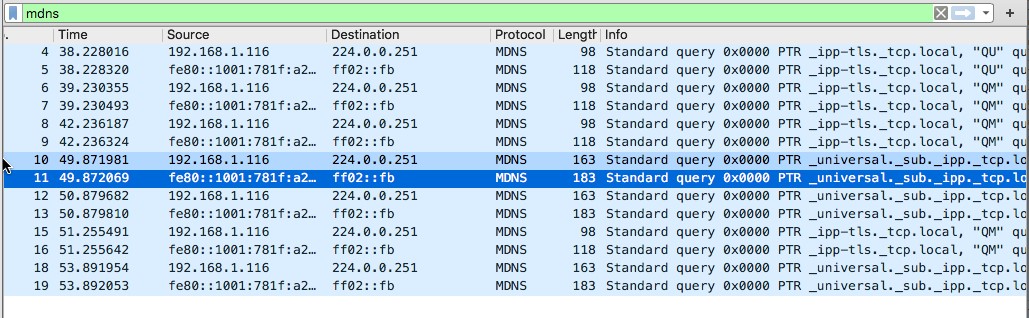 mdns
. Time Source Destination Protocol Length Info
4 38.228016 192.168.1.116 224.0.0.251 MDNS 98 Standard query 0x0000 PTR _ipp-tls._tcp.local, "QU" qu
5 38.228320 fe80::1001:781f:a2… ff02::fb MDNS 118 Standard query 0x0000 PTR _ipp-tls._tcp.local, "QU" qu
6 39.230355 192.168.1.116 224.0.0.251 MDNS 98 Standard query 0x0000 PTR _ipp-tls._tcp.local, "QM" qu
7 39.230493 fe80::1001:781f:a2… ff02::fb MDNS 118 Standard query 0x0000 PTR _ipp-tls._tcp.local, "QM" qu
8 42.236187 192.168.1.116 224.0.0.251 MDNS 98 Standard query 0x0000 PTR _ipp-tls._tcp.local, "QM" qu
9 42.236324 fe80::1001:781f:a2… ff02::fb MDNS 118 Standard query 0x0000 PTR _ipp-tls._tcp.local, "QM" qu
10 49.871981 192.168.1.116 224.0.0.251 MDNS 163 Standard query 0x0000 PTR _universal._sub._ipp._tcp.lo
11 49.872069 fe80::1001:781f:a2… ff02::fb MDNS 183 Standard query 0x0000 PTR _universal._sub._ipp._tcp.lo
12 50.879682 192.168.1.116 224.0.0.251 MDNS 163 Standard query 0x0000 PTR _universal._sub._ipp._tcp.lo
13 50.879810 fe80::1001:781f:a2… ff02::fb MDNS 183 Standard query 0x0000 PTR _universal._sub._ipp._tcp.lo
15 51.255491 192.168.1.116 224.0.0.251 MDNS 98 Standard query 0x0000 PTR _ipp-tls._tcp.local, "QM" qu
16 51.255642 fe80::1001:781f:a2… ff02::fb MDNS 118 Standard query 0x0000 PTR _ipp-tls._tcp.local, "QM" qu
18 53.891954 192.168.1.116 224.0.0.251 MDNS 163 Standard query 0x0000 PTR _universal._sub._ipp._tcp.lo
19 53.892053 fe80::1001:781f:a2… ff02::fb MDNS 183 Standard query 0x0000 PTR _universal._sub._ipp._tcp.lo